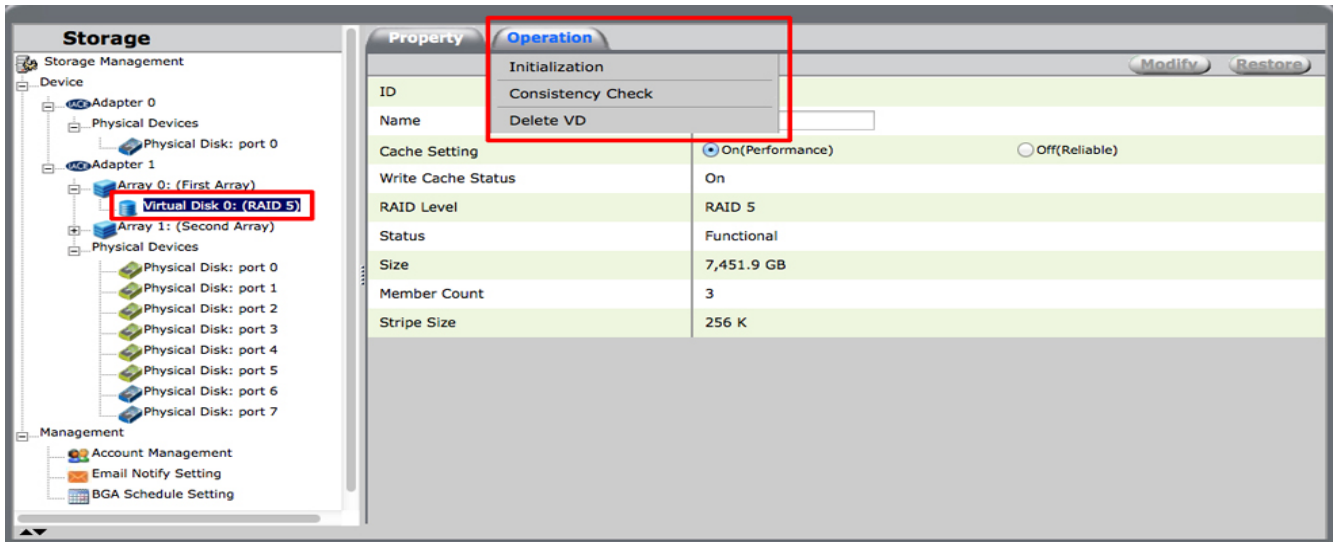 Storage
Storage Management
Device
Adapter 0
Physical Devices
Physical Disk: port 0
Adapter 1
Array 0: (First Array)
Virtual Disk 0: (RAID 5)
Array 1: (Second Array)
Physical Devices
Physical Disk: port 0
Physical Disk: port 1
Physical Disk: port 2
Physical Disk: port 3
Physical Disk: port 4
Physical Disk: port 5
Physical Disk: port 6
Physical Disk: port 7
Management
Account Management
Email Notify Setting
BGA Schedule Setting
Property Operation
Initialization
Consistency Check
Delete VD
Modify Restore
ID
Name
Cache Setting On(Performance) Off(Reliable)
Write Cache Status On
RAID Level RAID 5
Status Functional
Size 7,451.9 GB
Member Count 3
Stripe Size 256 K